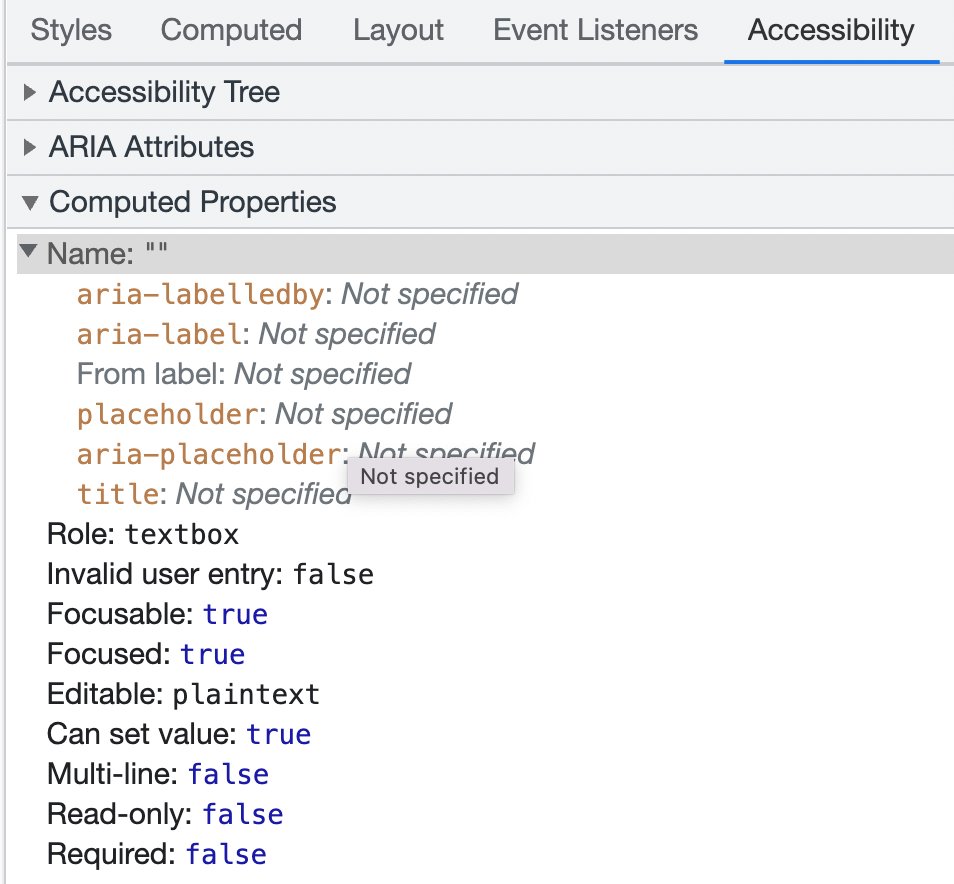 Styles Computed Layout Event Listeners Accessibility
Accessibility Tree
ARIA Attributes
Computed Properties
Name: ""
aria-labelledby: Not specified
aria-label: Not specified
From label: Not specified
placeholder: Not specified
aria-placeholder: Not specified
Not specified
title: Not specified
Role: textbox
Invalid user entry: false
Focusable: true
Focused: true
Editable: plaintext
Can set value: true
Multi-line: false
Read-only: false
Required: false